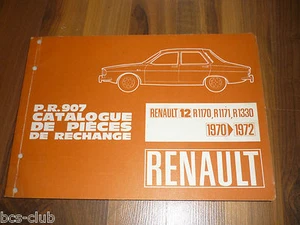 P.R. 907
CATALOGUE
DE PIÈCES
DE RECHANGE
RENAULT 12 R1170, R1171, R1330
1970 ▶ 1972
RENAULT
bcs-club